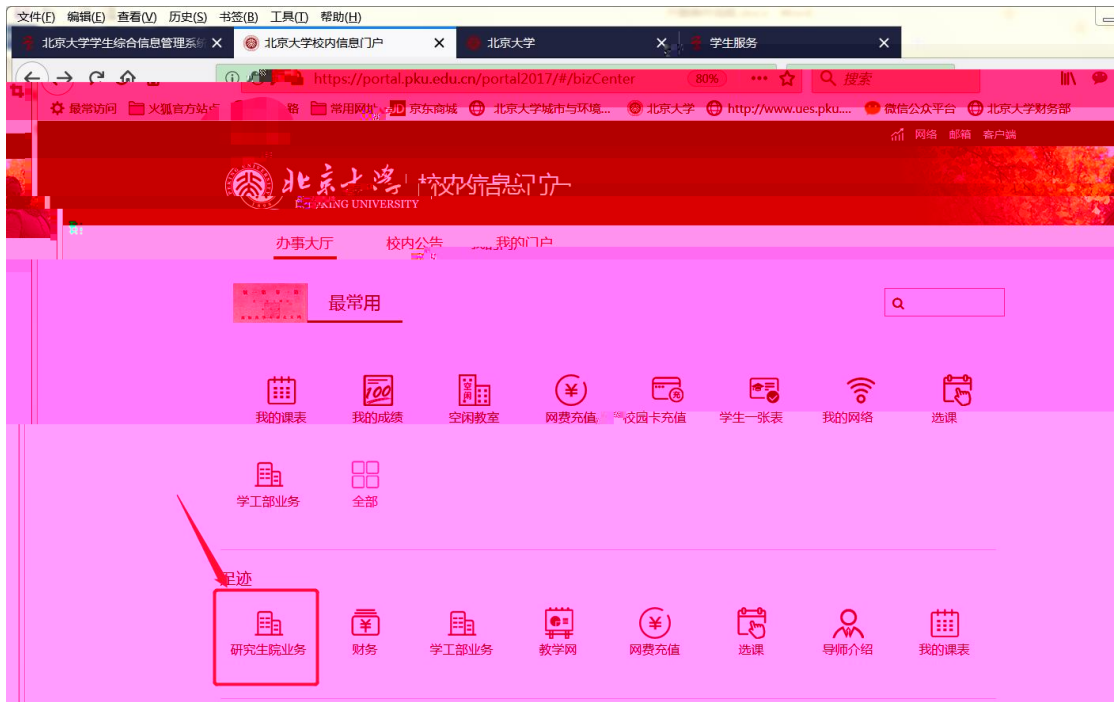 文件(F) 编辑(E) 查看(V) 历史(S) 书签(B) 工具(T) 帮助(H)
北京大学学生综合信息管理系统 北京大学校内信息门户 北京大学 学生服务
https://portal.pku.edu.cn/portal2017/#/bizCenter 80% 搜索
最常访问 火狐官方站点 常用网址 JD 京东商城 北京大学城市与环境... 北京大学 http://www.ues.pku.... 微信公众平台 北京大学财务部
网络 邮箱 客户端
北京大学 校内信息门户
PEKING UNIVERSITY
办事大厅 校内公告 我的门户
最常用
我的课表 我的成绩 空闲教室 网费充值 校园卡充值 学生一张表 我的网络 选课
学工部业务 全部
足迹
研究生院业务 财务 学工部业务 教学网 网费充值 选课 导师介绍 我的课表